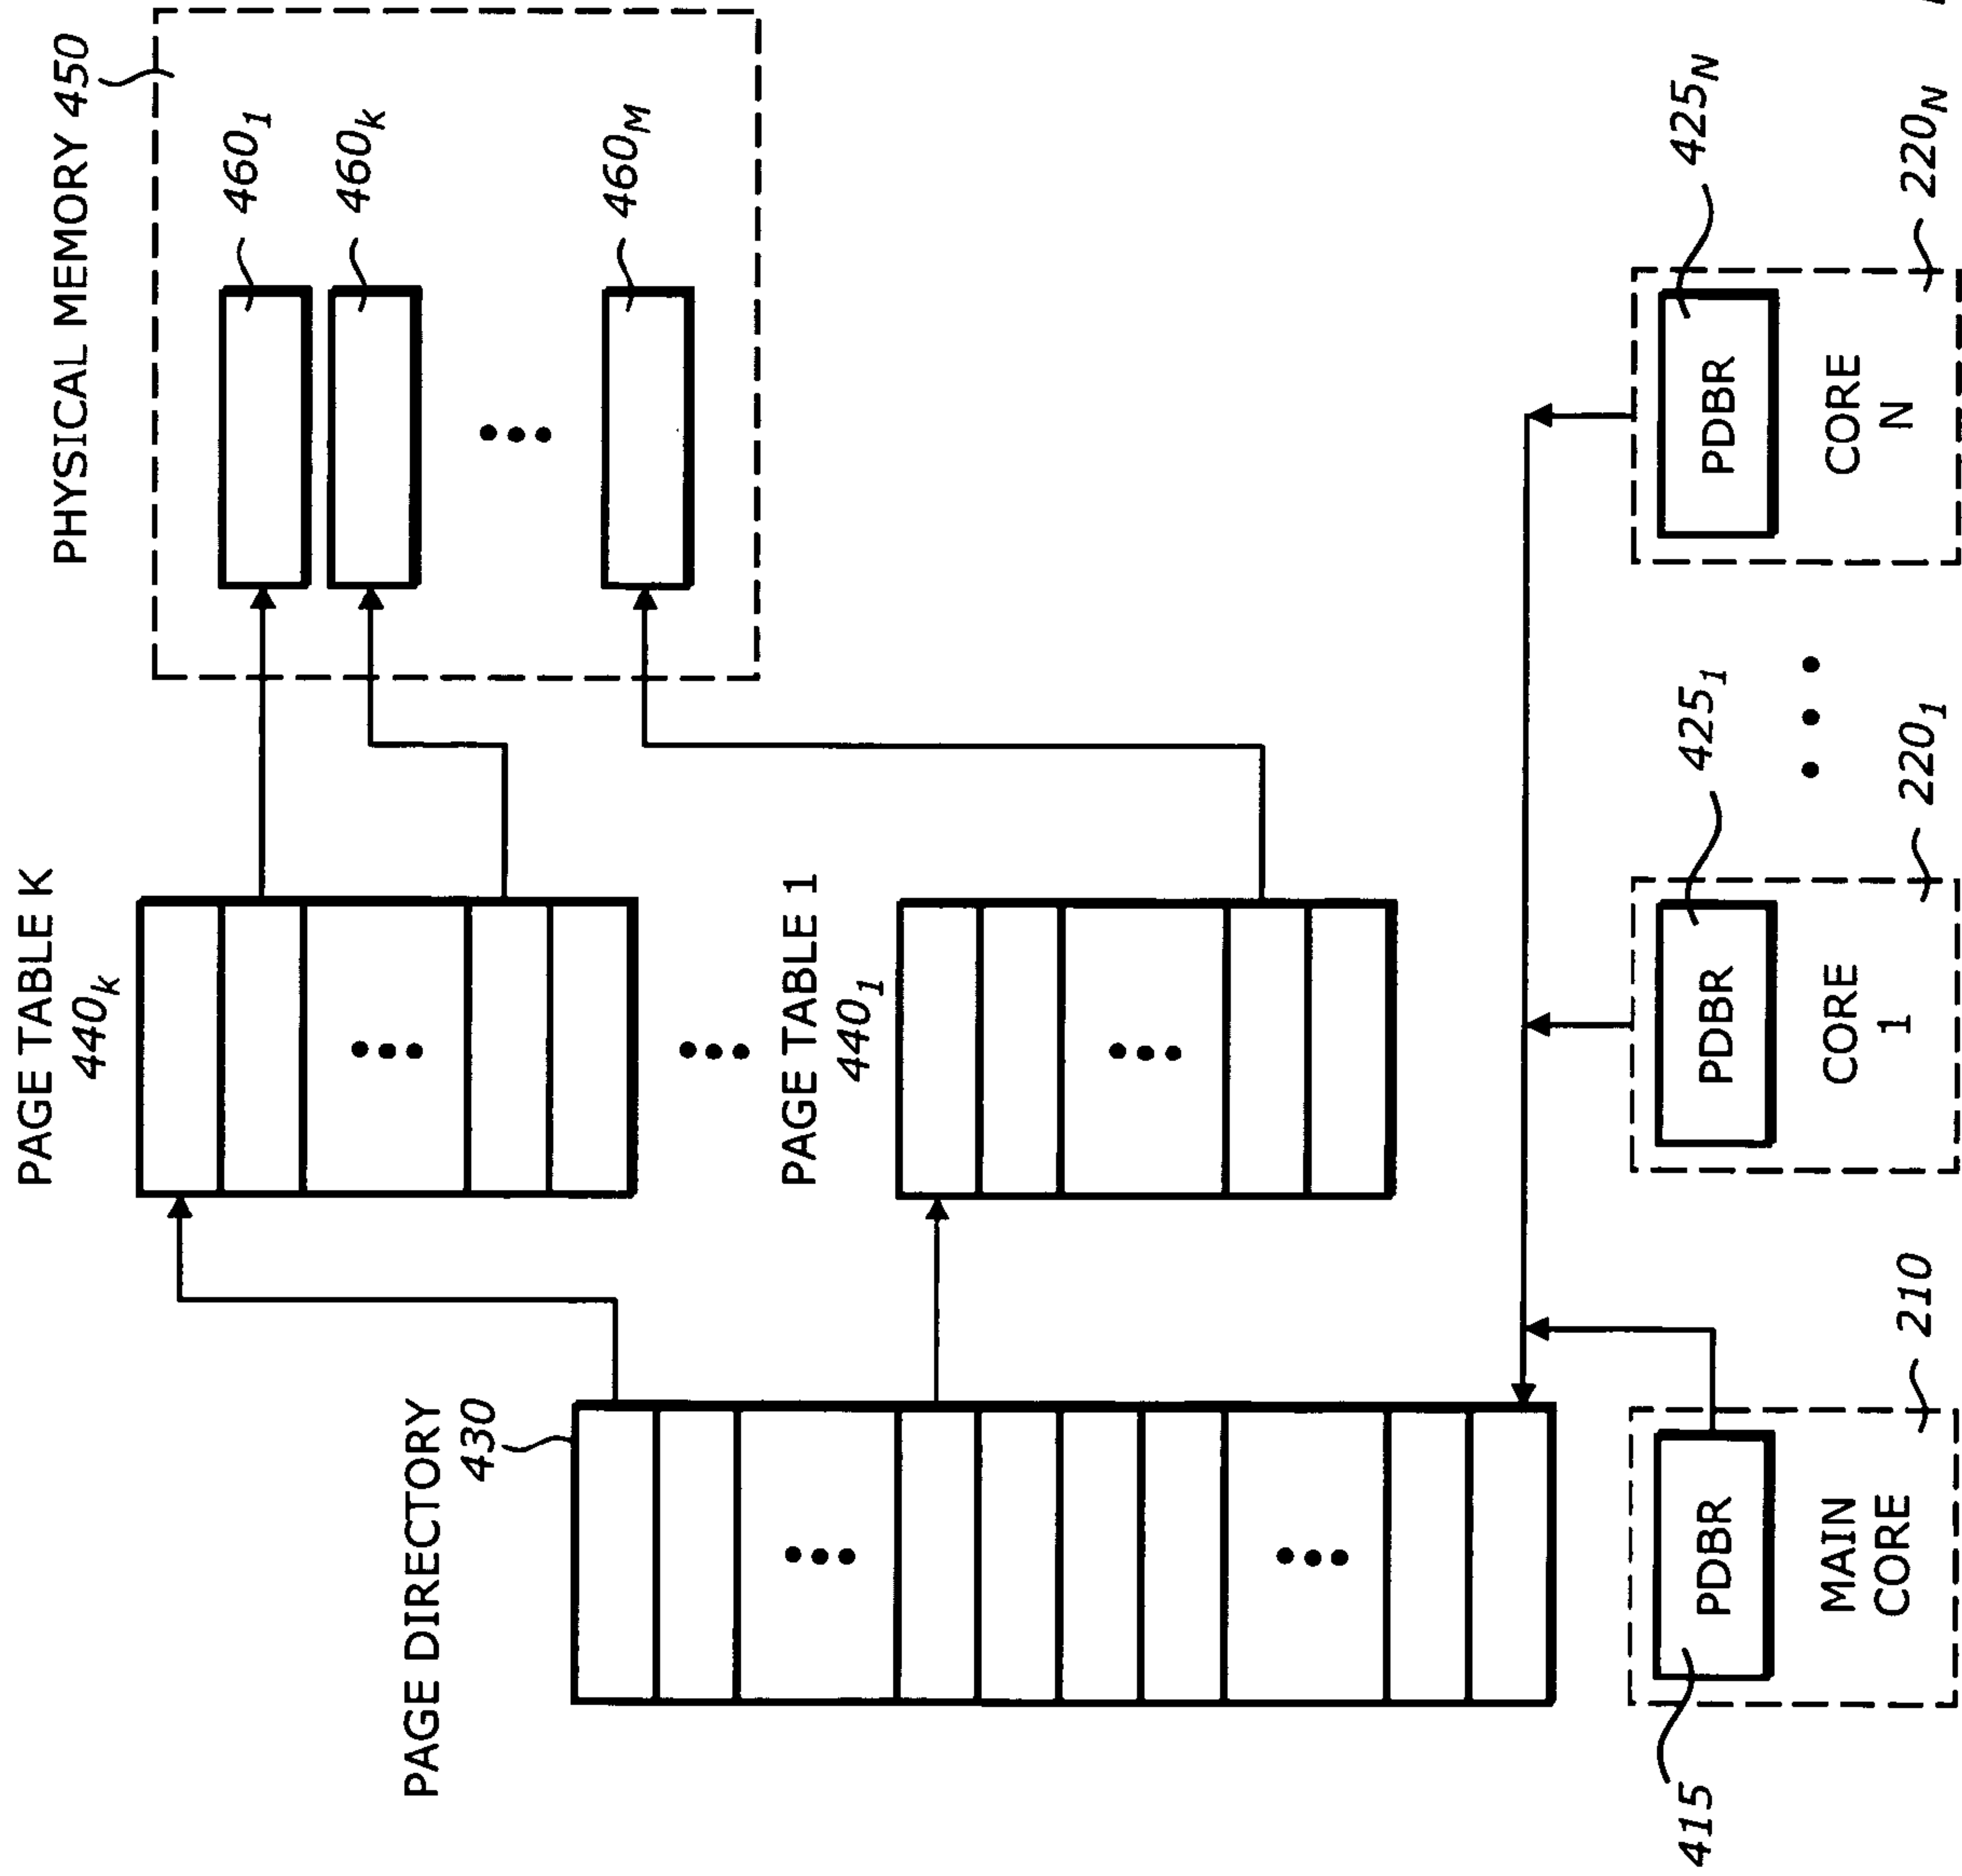 PAGE TABLE K
440k
PHYSICAL MEMORY 450
460₁
460k
460M
PAGE DIRECTORY
430
PAGE TABLE 1
440₁
415
PDBR
MAIN
CORE
210
425₁
PDBR
CORE
1
220₁
425N
PDBR
CORE
N
220N